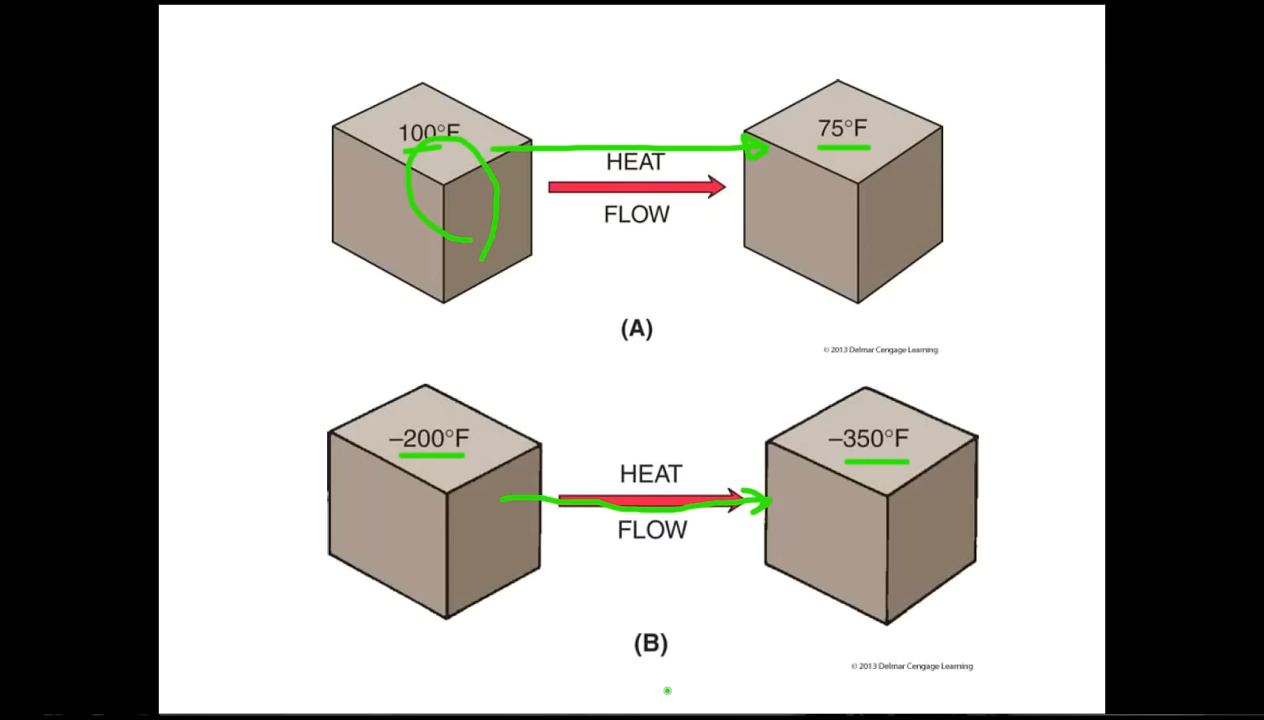 100°F
75°F
HEAT
FLOW
(A)
© 2013 Delmar Cengage Learning
–200°F
–350°F
HEAT
FLOW
(B)
© 2013 Delmar Cengage Learning